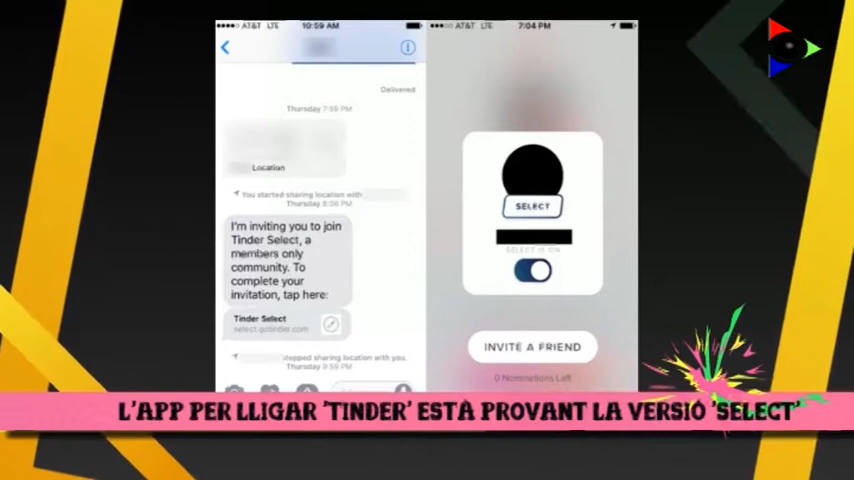 ●●●●○ AT&T LTE 10:59 AM
Delivered
Thursday 7:59 PM
Location
You started sharing location with
Thursday 8:06 PM
I'm inviting you to join
Tinder Select, a
members only
community. To
complete your
invitation, tap here:
Tinder Select
select.gotinder.com
stopped sharing location with you.
Thursday 9:59 PM
●●●○○ AT&T LTE 7:04 PM
SELECT
SELECT IS ON
INVITE A FRIEND
0 Nominations Left
L'APP PER LLIGAR 'TINDER' ESTÀ PROVANT LA VERSIÓ 'SELECT'